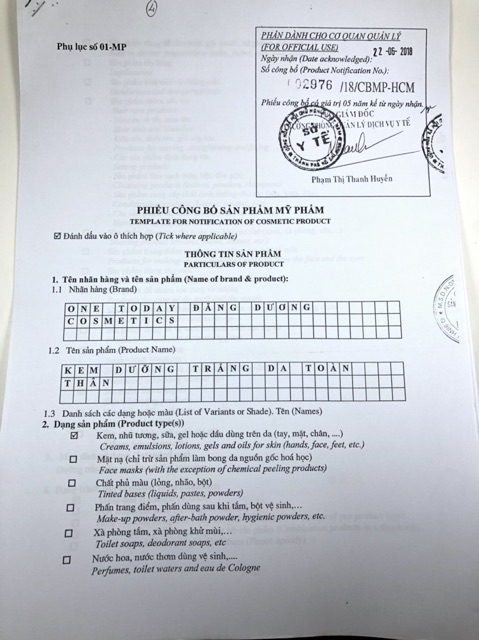 4
Phụ lục số 01-MP
PHẦN DÀNH CHO CƠ QUAN QUẢN LÝ
(FOR OFFICIAL USE)
Ngày nhận (Date acknowledged): 22 -06- 2018
Số công bố (Product Notification No.):
002976 /18/CBMP-HCM
Phiếu công bố có giá trị 05 năm kể từ ngày nhận
GIÁM ĐỐC
QUẢN LÝ DỊCH VỤ Y TẾ
SỞ
Y TẾ
Phạm Thị Thanh Huyền
PHIẾU CÔNG BỐ SẢN PHẨM MỸ PHẨM
TEMPLATE FOR NOTIFICATION OF COSMETIC PRODUCT
☑ Đánh dấu vào ô thích hợp (Tick where applicable)
THÔNG TIN SẢN PHẨM
PARTICULARS OF PRODUCT
1. Tên nhãn hàng và tên sản phẩm (Name of brand & product):
1.1 Nhãn hàng (Brand)
ONE TODAY ĐĂNG DƯƠNG
COSMETICS
1.2 Tên sản phẩm (Product Name)
KEM DƯỠNG TRẮNG DA TOÀN
THÂN
1.3 Danh sách các dạng hoặc màu (List of Variants or Shade). Tên (Names)
2. Dạng sản phẩm (Product type(s))
☑ Kem, nhũ tương, sữa, gel hoặc dầu dùng trên da (tay, mặt, chân, ....)
Creams, emulsions, lotions, gels and oils for skin (hands, face, feet, etc.)
☐ Mặt nạ (chỉ trừ sản phẩm làm bong da nguồn gốc hoá học)
Face masks (with the exception of chemical peeling products)
☐ Chất phủ màu (lỏng, nhão, bột)
Tinted bases (liquids, pastes, powders)
☐ Phấn trang điểm, phấn dùng sau khi tắm, bột vệ sinh,...
Make-up powders, after-bath powder, hygienic powders, etc.
☐ Xà phòng tắm, xà phòng khử mùi,....
Toilet soaps, deodorant soaps, etc
☐ Nước hoa, nước thơm dùng vệ sinh,....
Perfumes, toilet waters and eau de Cologne